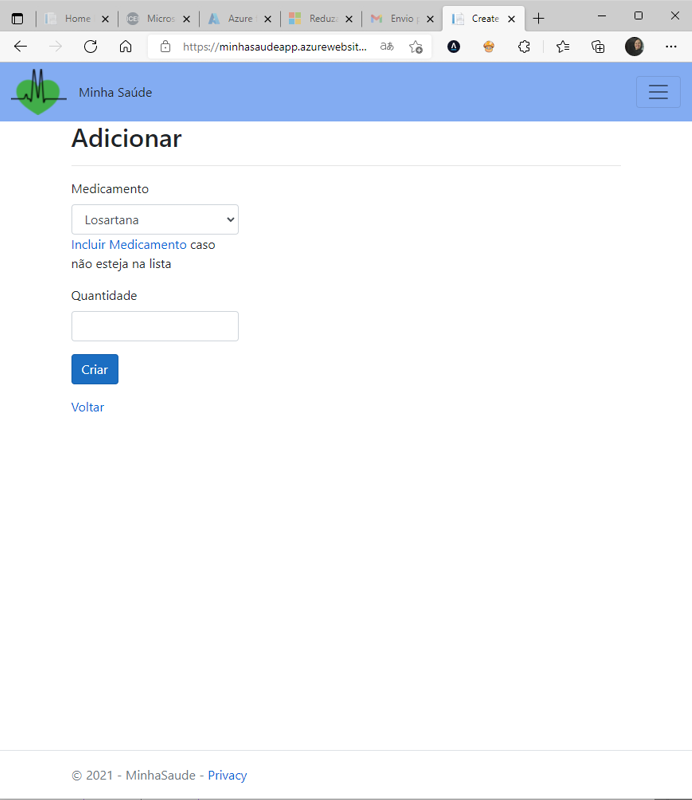 Home
Micros
Azure
Reduza
Envio p
Create
https://minhasaudeapp.azurewebsit...
Minha Saúde
Adicionar
Medicamento
Losartana
Incluir Medicamento caso
não esteja na lista
Quantidade
Criar
Voltar
© 2021 - MinhaSaude - Privacy